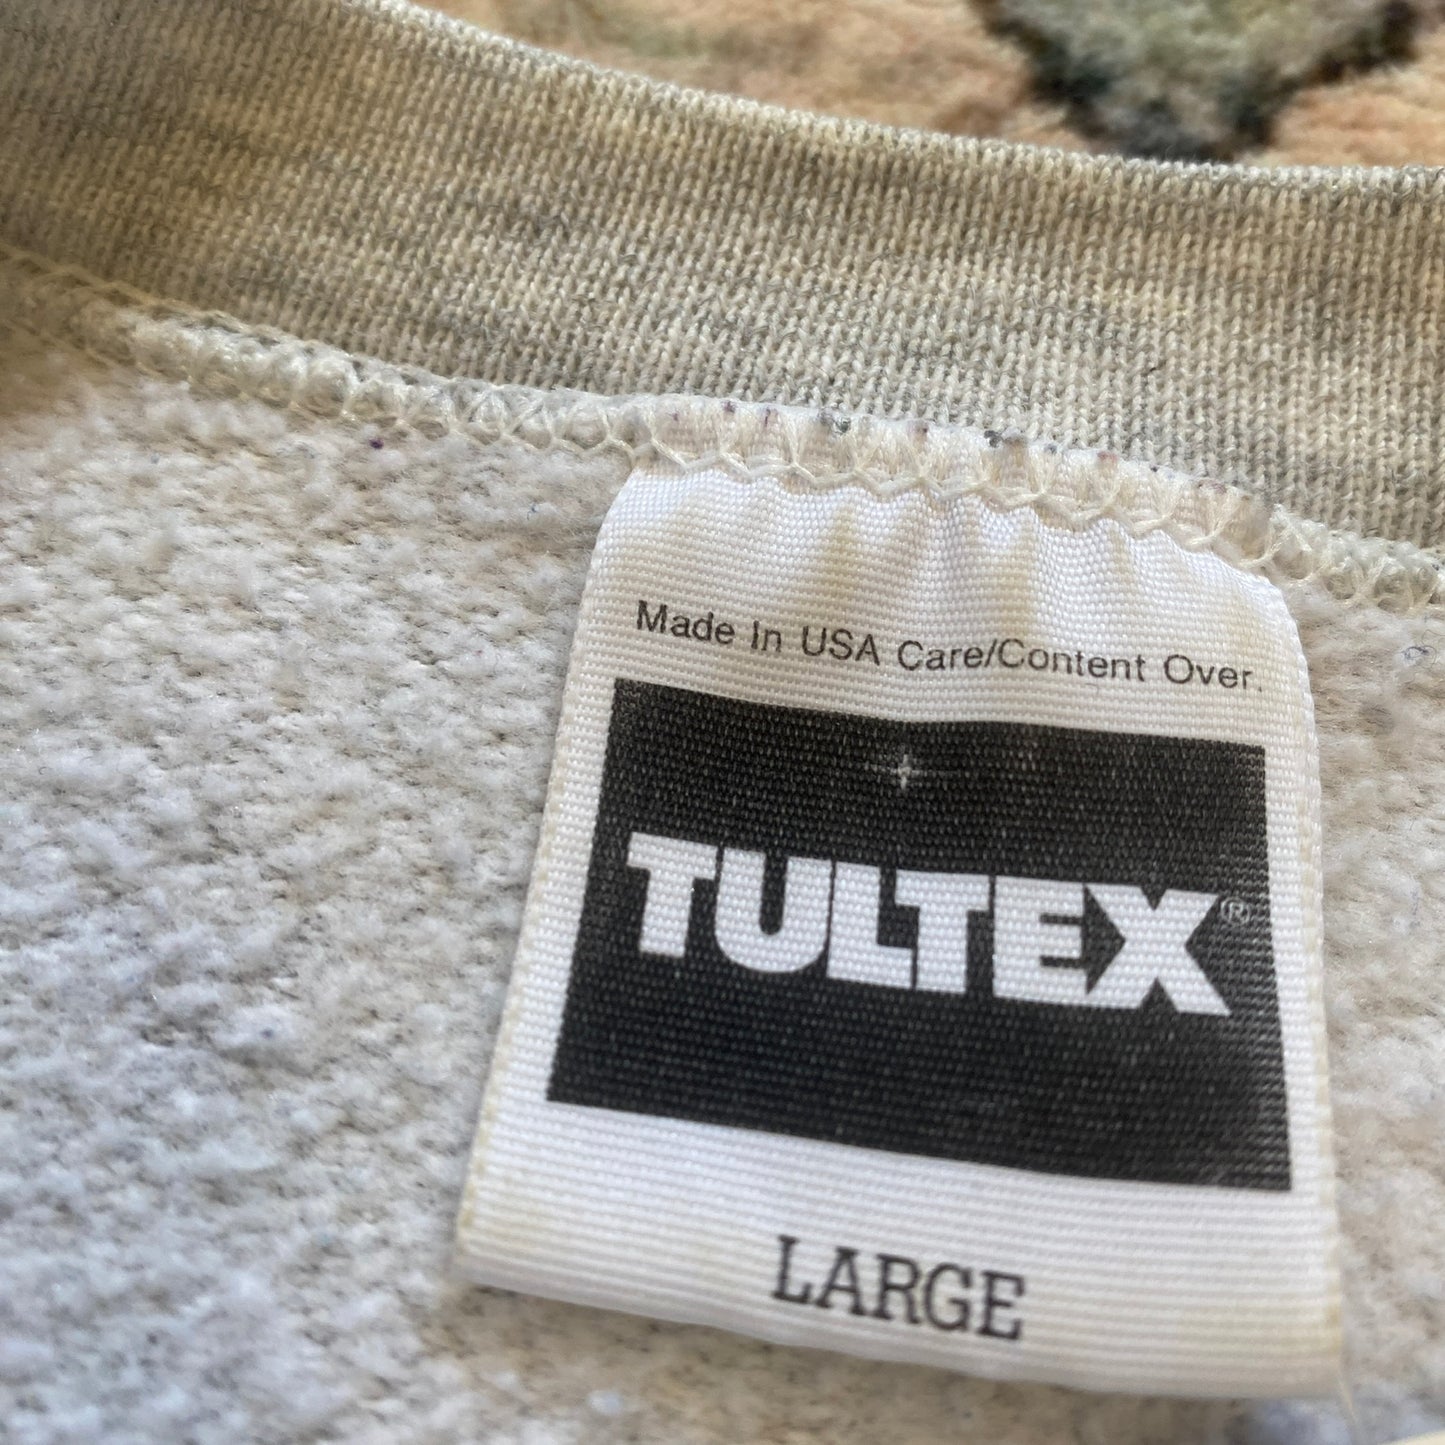 Made In USA Care/Content Over.
TULTEX®
LARGE